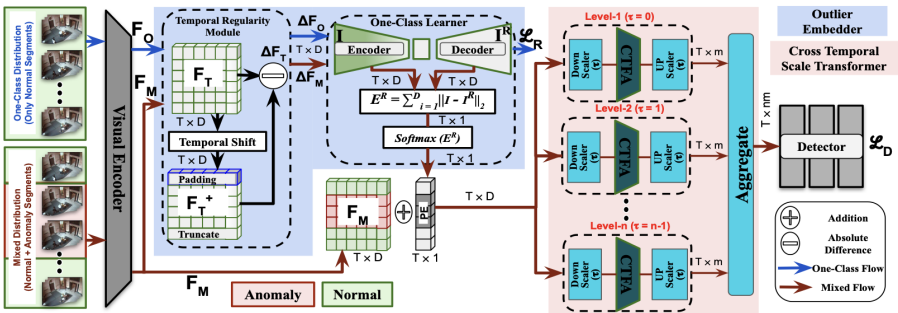 One-Class Distribution
(Only Normal Segments)
Mixed Distribution
(Normal + Anomaly Segments)
Visual Encoder
F_O
F_M
F_M
Temporal Regularity
Module
F_T
ΔF_T
Temporal Shift
T × D
T × D
Padding
F_T^+
Truncate
T × D
ΔF_O
T × D
ΔF_M
One-Class Learner
I
Encoder
Decoder
I^R
ℒ_R
T × D
T × D
E^R = ∑^D_{i=1} ||I - I^R||_2
T × 1
Softmax (E^R)
T × 1
F_M
T × D
PE
T × 1
T × D
Anomaly
Normal
Level-1 (τ = 0)
Down
Scaler
(τ)
CTFA
UP
Scaler
(τ)
T × m
Level-2 (τ = 1)
Down
Scaler
(τ)
CTFA
UP
Scaler
(τ)
T × m
Level-n (τ = n-1)
Down
Scaler
(τ)
CTFA
UP
Scaler
(τ)
T × m
Aggregate
T × nm
Outlier
Embedder
Cross Temporal
Scale Transformer
Detector
ℒ_D
Addition
Absolute
Difference
One-Class Flow
Mixed Flow